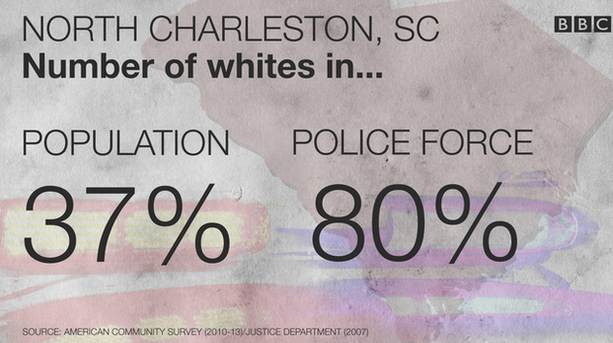 NORTH CHARLESTON, SC
BBC
Number of whites in...
POPULATION
POLICE FORCE
37%
80%
SOURCE: AMERICAN COMMUNITY SURVEY (2010-13)/JUSTICE DEPARTMENT (2007)